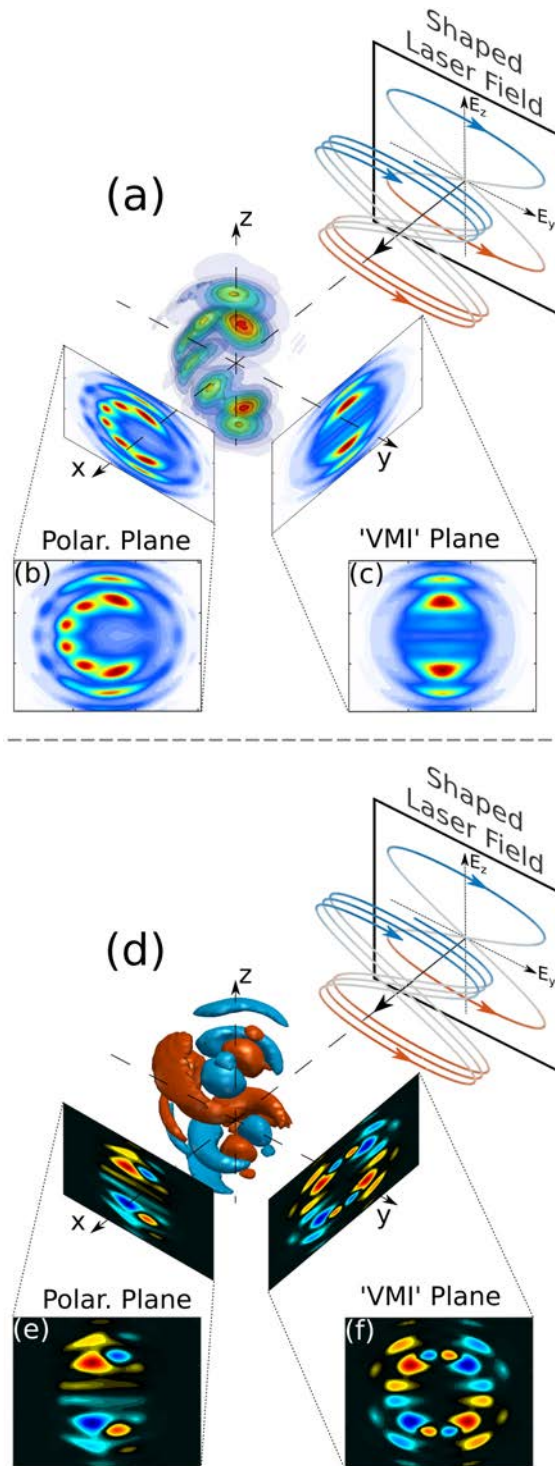 Shaped
Laser Field
E_z
(a)
E_y
z
x
y
Polar. Plane
'VMI' Plane
(b)
(c)
Shaped
Laser Field
E_z
(d)
E_y
z
x
y
Polar. Plane
'VMI' Plane
(e)
(f)